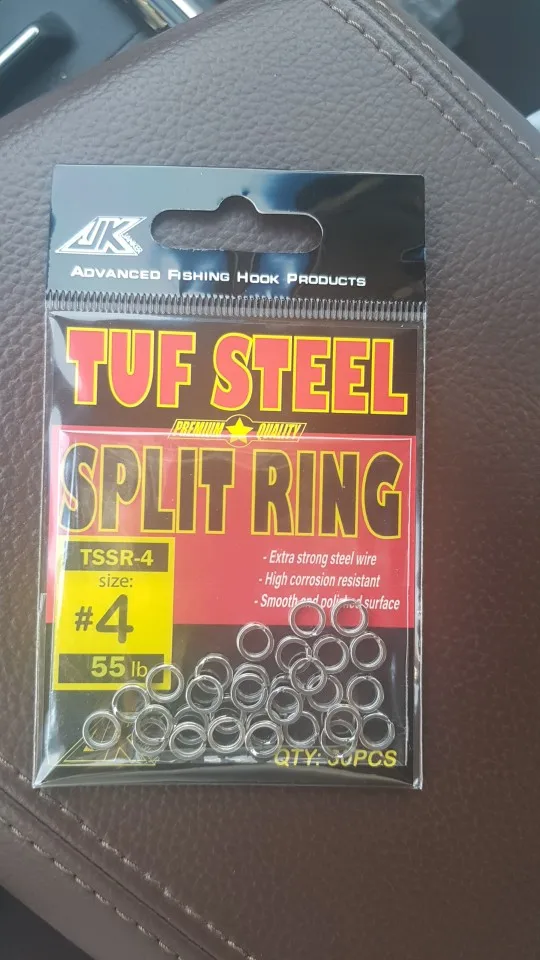 AJK
ADVANCED FISHING HOOK PRODUCTS
TUF STEEL
PREMIUM QUALITY
SPLIT RING
TSSR-4
size:
#4
55 lb
- Extra strong steel wire
- High corrosion resistant
- Smooth and polished surface
QTY: 30PCS